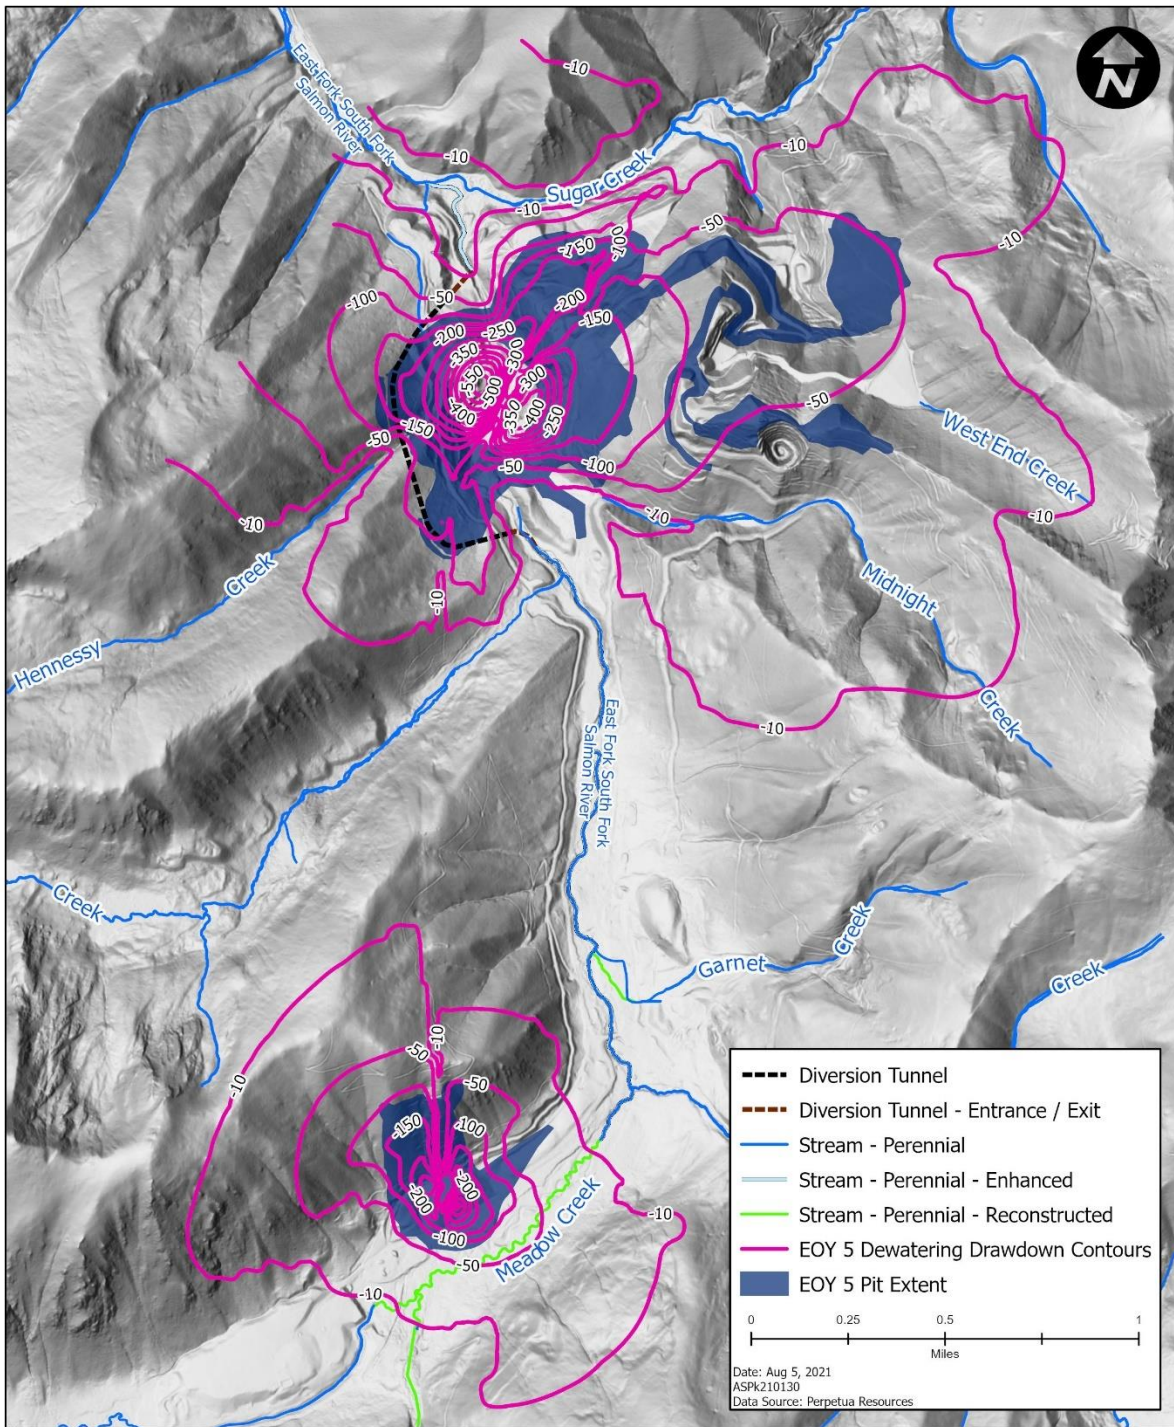 N
East Fork South Fork
Salmon River
-10
-10
Sugar Creek
-10
-10
-50
-10
-150
-100
-200
-150
-100
-50
-200
-250
-350
-300
-550
-500
-300
-400
-350
-400
-250
-50
-150
-50
-100
-50
-10
-10
-10
West End Creek
Midnight
Creek
Hennessy
Creek
-10
-10
East Fork South Fork
Salmon River
Creek
Garnet
Creek
Creek
-10
-10
-50
-50
-150
-100
-200
-200
-100
-50
Meadow Creek
-10
-10
Diversion Tunnel
Diversion Tunnel - Entrance / Exit
Stream - Perennial
Stream - Perennial - Enhanced
Stream - Perennial - Reconstructed
EOY 5 Dewatering Drawdown Contours
EOY 5 Pit Extent
0 0.25 0.5 1
Miles
Date: Aug 5, 2021
ASPk210130
Data Source: Perpetua Resources